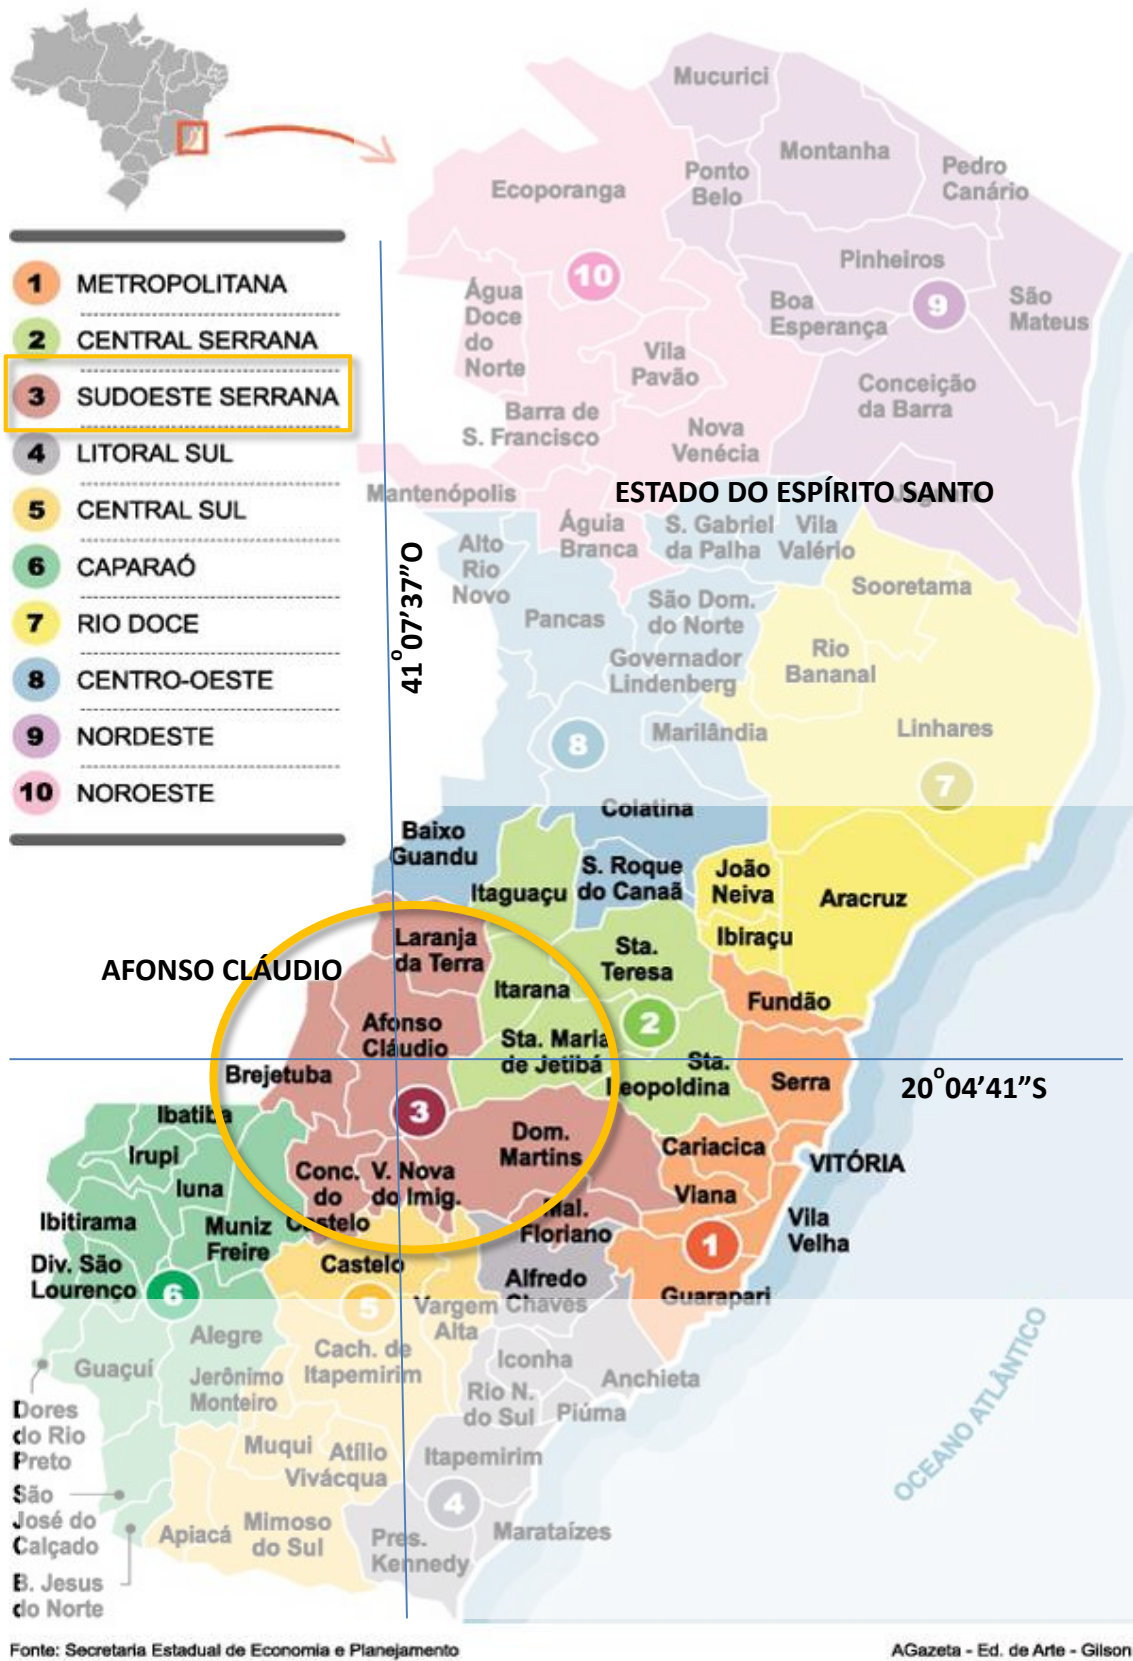 1 METROPOLITANA
2 CENTRAL SERRANA
3 SUDOESTE SERRANA
4 LITORAL SUL
5 CENTRAL SUL
6 CAPARAÓ
7 RIO DOCE
8 CENTRO-OESTE
9 NORDESTE
10 NOROESTE
Mucurici
Montanha
Pedro
Canário
Ponto
Belo
Ecoporanga
10
Pinheiros
9
São
Mateus
Boa
Esperança
Água
Doce
do
Norte
Vila
Pavão
Conceição
da Barra
Barra de
S. Francisco
Nova
Venécia
Mantenópolis
ESTADO DO ESPÍRITO SANTO
Águia
Branca
S. Gabriel
da Palha
Vila
Valério
Alto
Rio
Novo
41°07'37"O
Sooretama
Pancas
São Dom.
do Norte
Governador
Lindenberg
Rio
Bananal
Marilândia
Linhares
8
7
Colatina
Baixo
Guandu
Itaguaçu
S. Roque
do Canaã
João
Neiva
Aracruz
Ibiraçu
Laranja
da Terra
AFONSO CLÁUDIO
Sta.
Teresa
Itarana
Fundão
2
Afonso
Cláudio
Sta. Maria
de Jetibá
Sta.
Leopoldina
Serra
20°04'41"S
Brejetuba
3
Ibatiba
Irupi
Iuna
Dom.
Martins
Cariacica
VITÓRIA
Conc.
do
Castelo
V. Nova
do Imig.
Viana
Ibitirama
Muniz
Freire
Mal.
Floriano
Vila
Velha
1
Div. São
Lourenço
6
Castelo
5
Alfredo
Chaves
Guarapari
Vargem
Alta
Alegre
Guaçuí
Jerônimo
Monteiro
Cach. de
Itapemirim
Iconha
Anchieta
Rio N.
do Sul
Piúma
OCEANO ATLÂNTICO
Dores
do Rio
Preto
Muqui
Atílio
Vivácqua
Itapemirim
São
José do
Calçado
4
Apiacá
Mimoso
do Sul
Pres.
Kennedy
Marataízes
B. Jesus
do Norte
Fonte: Secretaria Estadual de Economia e Planejamento
AGazeta - Ed. de Arte - Gilson